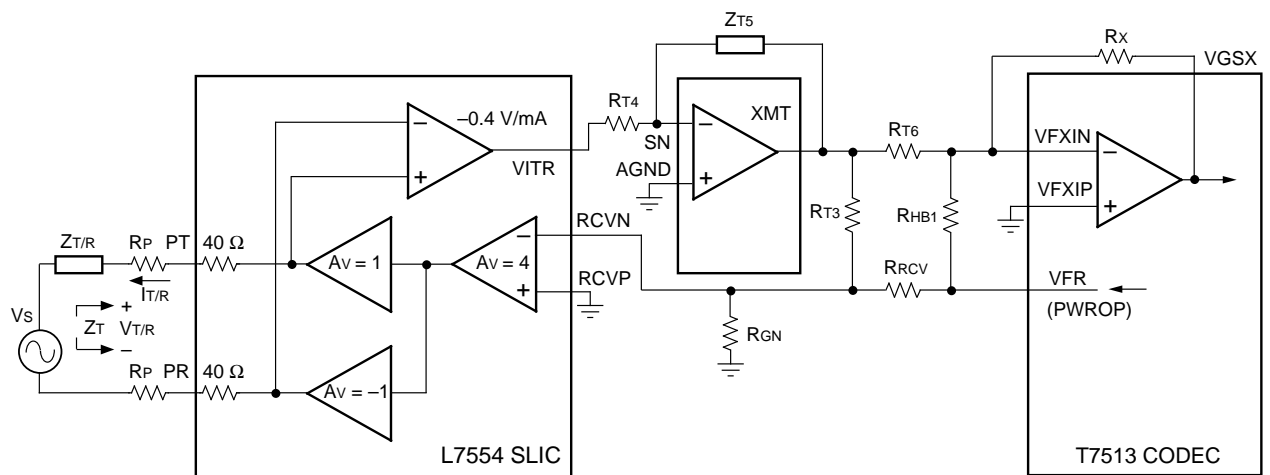 ZT5
RX
VGSX
–0.4 V/mA
RT4
XMT
RT6
SN
VITR
VFXIN
AGND
VFXIP
RT3
RHB1
RCVN
ZT/R
RP PT 40 Ω
AV = 1
AV = 4
RCVP
RRCV
VFR
(PWROP)
IT/R
VS
ZT
+
VT/R
–
RGN
RP PR 40 Ω
AV = –1
L7554 SLIC
T7513 CODEC